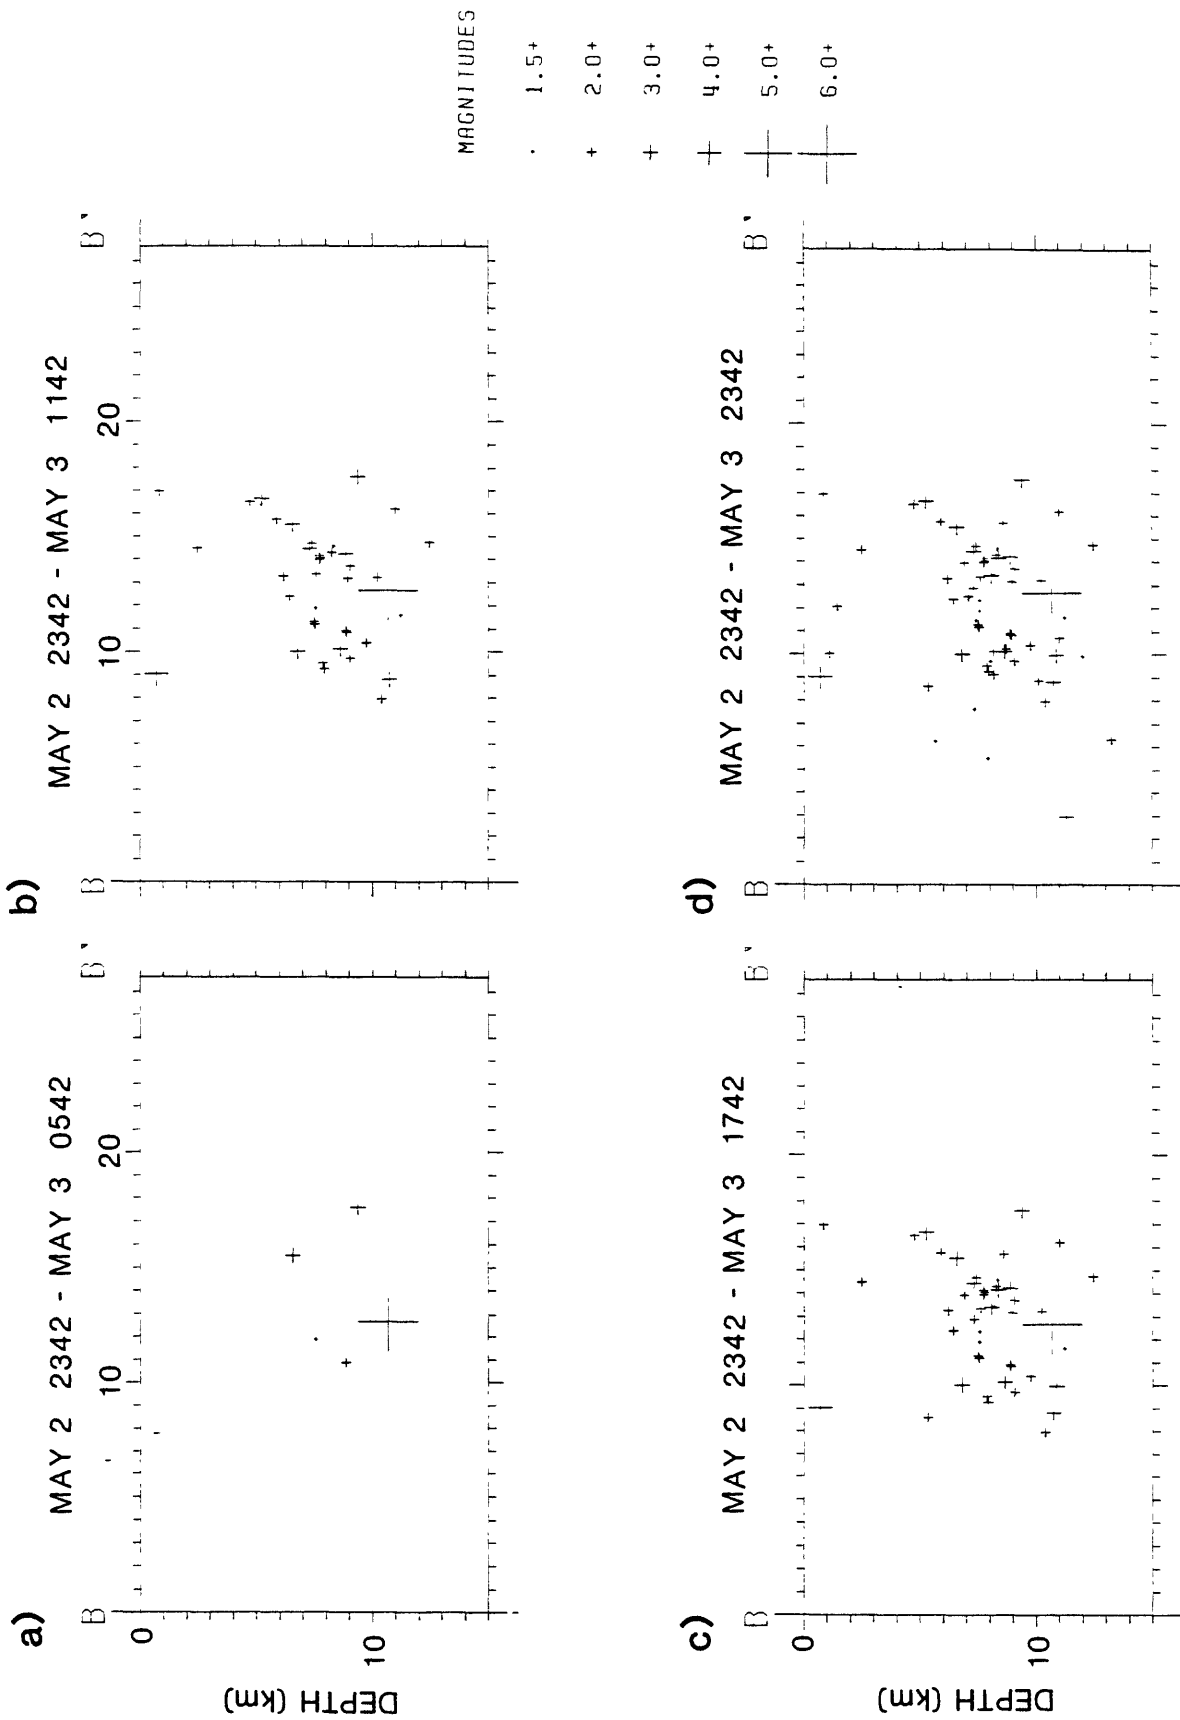 a)
MAY 2 2342 - MAY 3 0542
B 10 20 B'
0
10
DEPTH (km)
b)
MAY 2 2342 - MAY 3 1142
B 10 20 B'
c)
MAY 2 2342 - MAY 3 1742
B B'
0
10
DEPTH (km)
d)
MAY 2 2342 - MAY 3 2342
B B'
MAGNITUDES
1.5+
2.0+
3.0+
4.0+
5.0+
6.0+